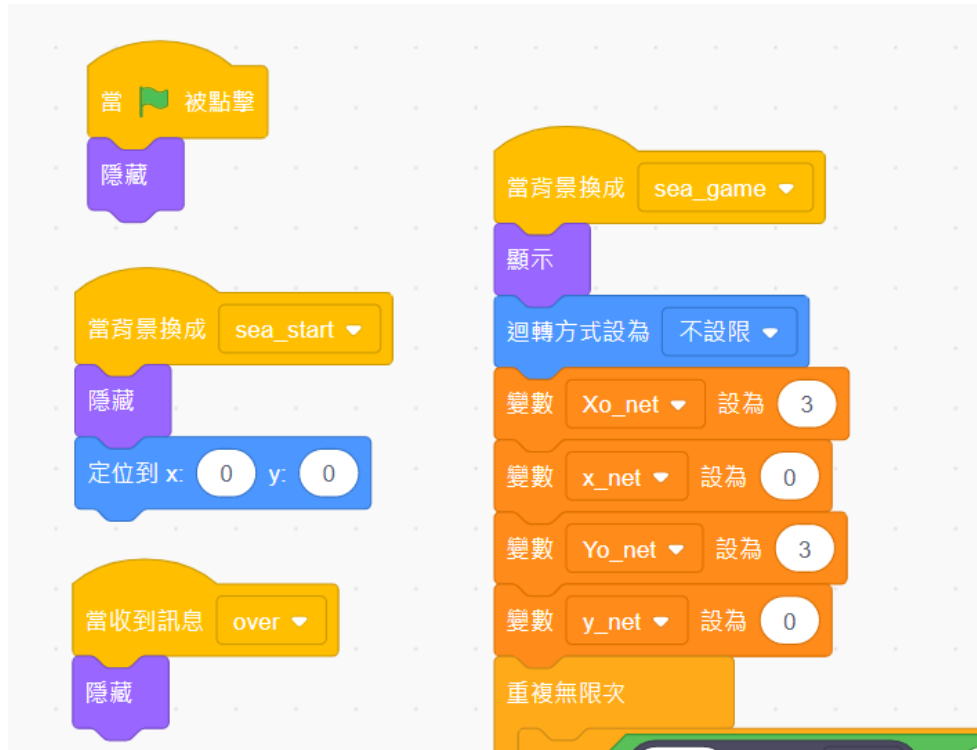 當 被點擊
隱藏
當背景換成 sea_start
隱藏
定位到 x: 0 y: 0
當收到訊息 over
隱藏
當背景換成 sea_game
顯示
迴轉方式設為 不設限
變數 Xo_net 設為 3
變數 x_net 設為 0
變數 Yo_net 設為 3
變數 y_net 設為 0
重複無限次